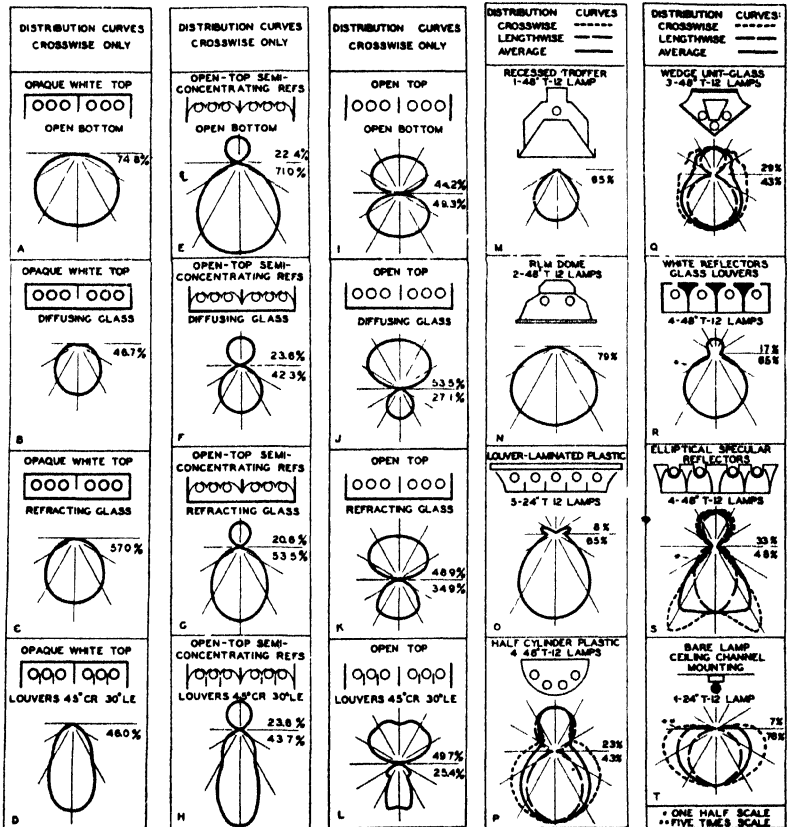 DISTRIBUTION CURVES
CROSSWISE ONLY
OPAQUE WHITE TOP
OPEN BOTTOM
74.8%
A
OPAQUE WHITE TOP
DIFFUSING GLASS
46.7%
B
OPAQUE WHITE TOP
REFRACTING GLASS
57.0%
C
OPAQUE WHITE TOP
LOUVERS 45°CR 30°LE
46.0%
D
DISTRIBUTION CURVES
CROSSWISE ONLY
OPEN-TOP SEMI-
CONCENTRATING REFS
OPEN BOTTOM
22.4%
71.0%
E
OPEN-TOP SEMI-
CONCENTRATING REFS
DIFFUSING GLASS
23.6%
42.3%
F
OPEN-TOP SEMI-
CONCENTRATING REFS
REFRACTING GLASS
20.8%
53.5%
G
OPEN-TOP SEMI-
CONCENTRATING REFS
LOUVERS 45°CR 30°LE
23.8%
43.7%
H
DISTRIBUTION CURVES
CROSSWISE ONLY
OPEN TOP
OPEN BOTTOM
44.2%
49.3%
I
OPEN TOP
DIFFUSING GLASS
53.5%
27.1%
J
OPEN TOP
REFRACTING GLASS
48.9%
34.9%
K
OPEN TOP
LOUVERS 45°CR 30°LE
49.7%
25.4%
L
DISTRIBUTION CURVES
CROSSWISE
LENGTHWISE
AVERAGE
RECESSED TROFFER
1-48" T-12 LAMP
65%
M
RLM DOME
2-48" T 12 LAMPS
79%
N
LOUVER-LAMINATED PLASTIC
5-24" T 12 LAMPS
8%
65%
O
HALF CYLINDER PLASTIC
4 48" T-12 LAMPS
23%
43%
P
DISTRIBUTION CURVES:
CROSSWISE
LENGTHWISE
AVERAGE
WEDGE UNIT-GLASS
3-48" T-12 LAMPS
29%
43%
Q
WHITE REFLECTORS
GLASS LOUVERS
4-48" T-12 LAMPS
17%
65%
R
ELLIPTICAL SPECULAR
REFLECTORS
4-48" T-12 LAMPS
33%
48%
S
BARE LAMP
CEILING CHANNEL
MOUNTING
1-24" T-12 LAMP
7%
78%
T
* ONE HALF SCALE
** FIVE TIMES SCALE